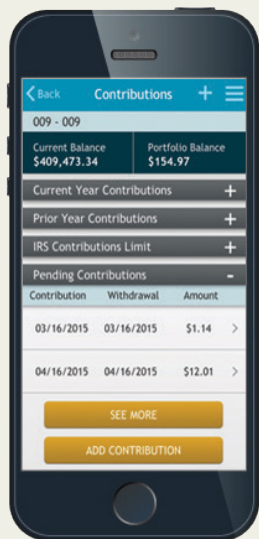 Back Contributions +
009 - 009
Current Balance Portfolio Balance
$409,473.34 $154.97
Current Year Contributions +
Prior Year Contributions +
IRS Contributions Limit +
Pending Contributions -
Contribution Withdrawal Amount
03/16/2015 03/16/2015 $1.14 >
04/16/2015 04/16/2015 $12.01 >
SEE MORE
ADD CONTRIBUTION